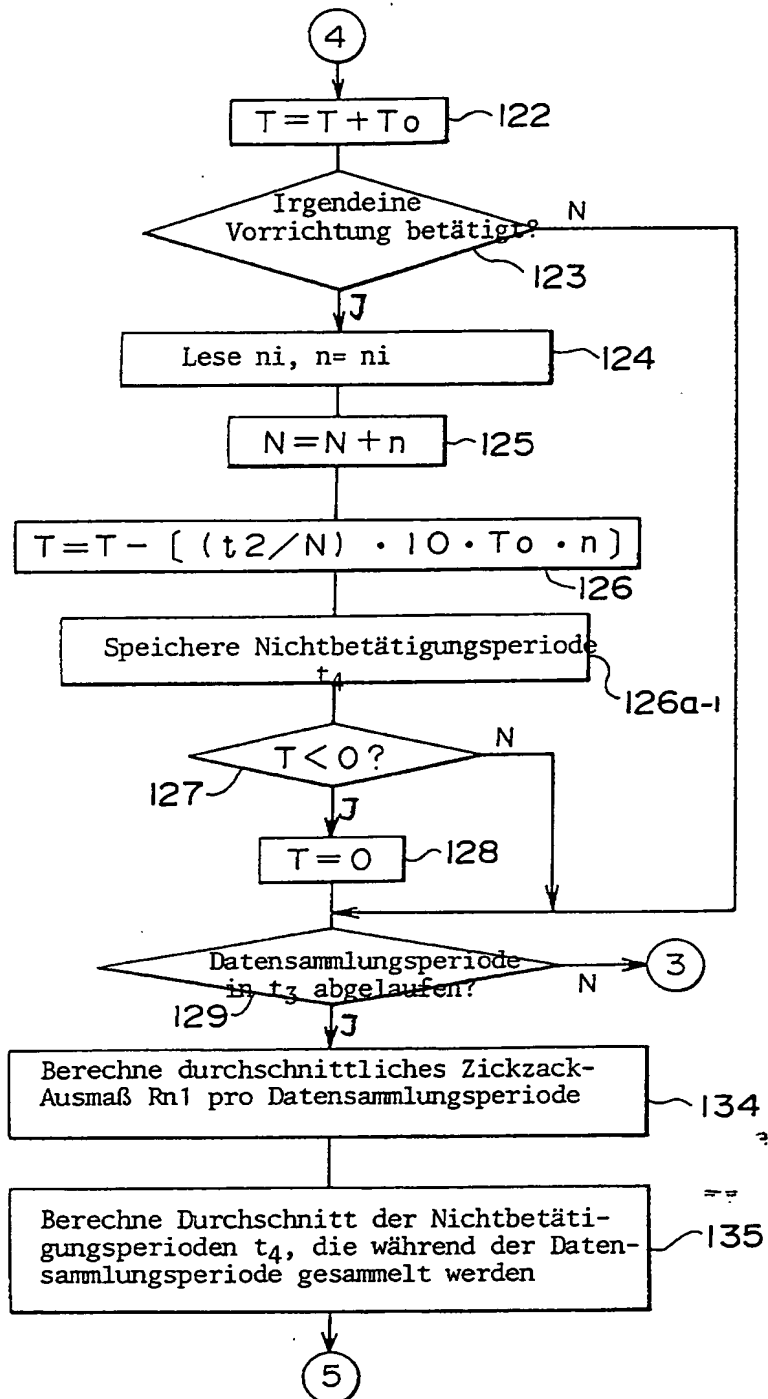 4
T=T+To
122
Irgendeine
Vorrichtung betätigt?
N
123
J
Lese ni, n= ni
124
N=N+n
125
T=T-[(t2/N)·10·To·n]
126
Speichere Nichtbetätigungsperiode
t4
126a-1
T<0?
N
127
J
T=0
128
Datensammlungsperiode
in t3 abgelaufen?
N
3
129
J
Berechne durchschnittliches Zickzack-
Ausmaß Rn1 pro Datensammlungsperiode
134
Berechne Durchschnitt der Nichtbetäti-
gungsperioden t4, die während der Daten-
sammlungsperiode gesammelt werden
135
5